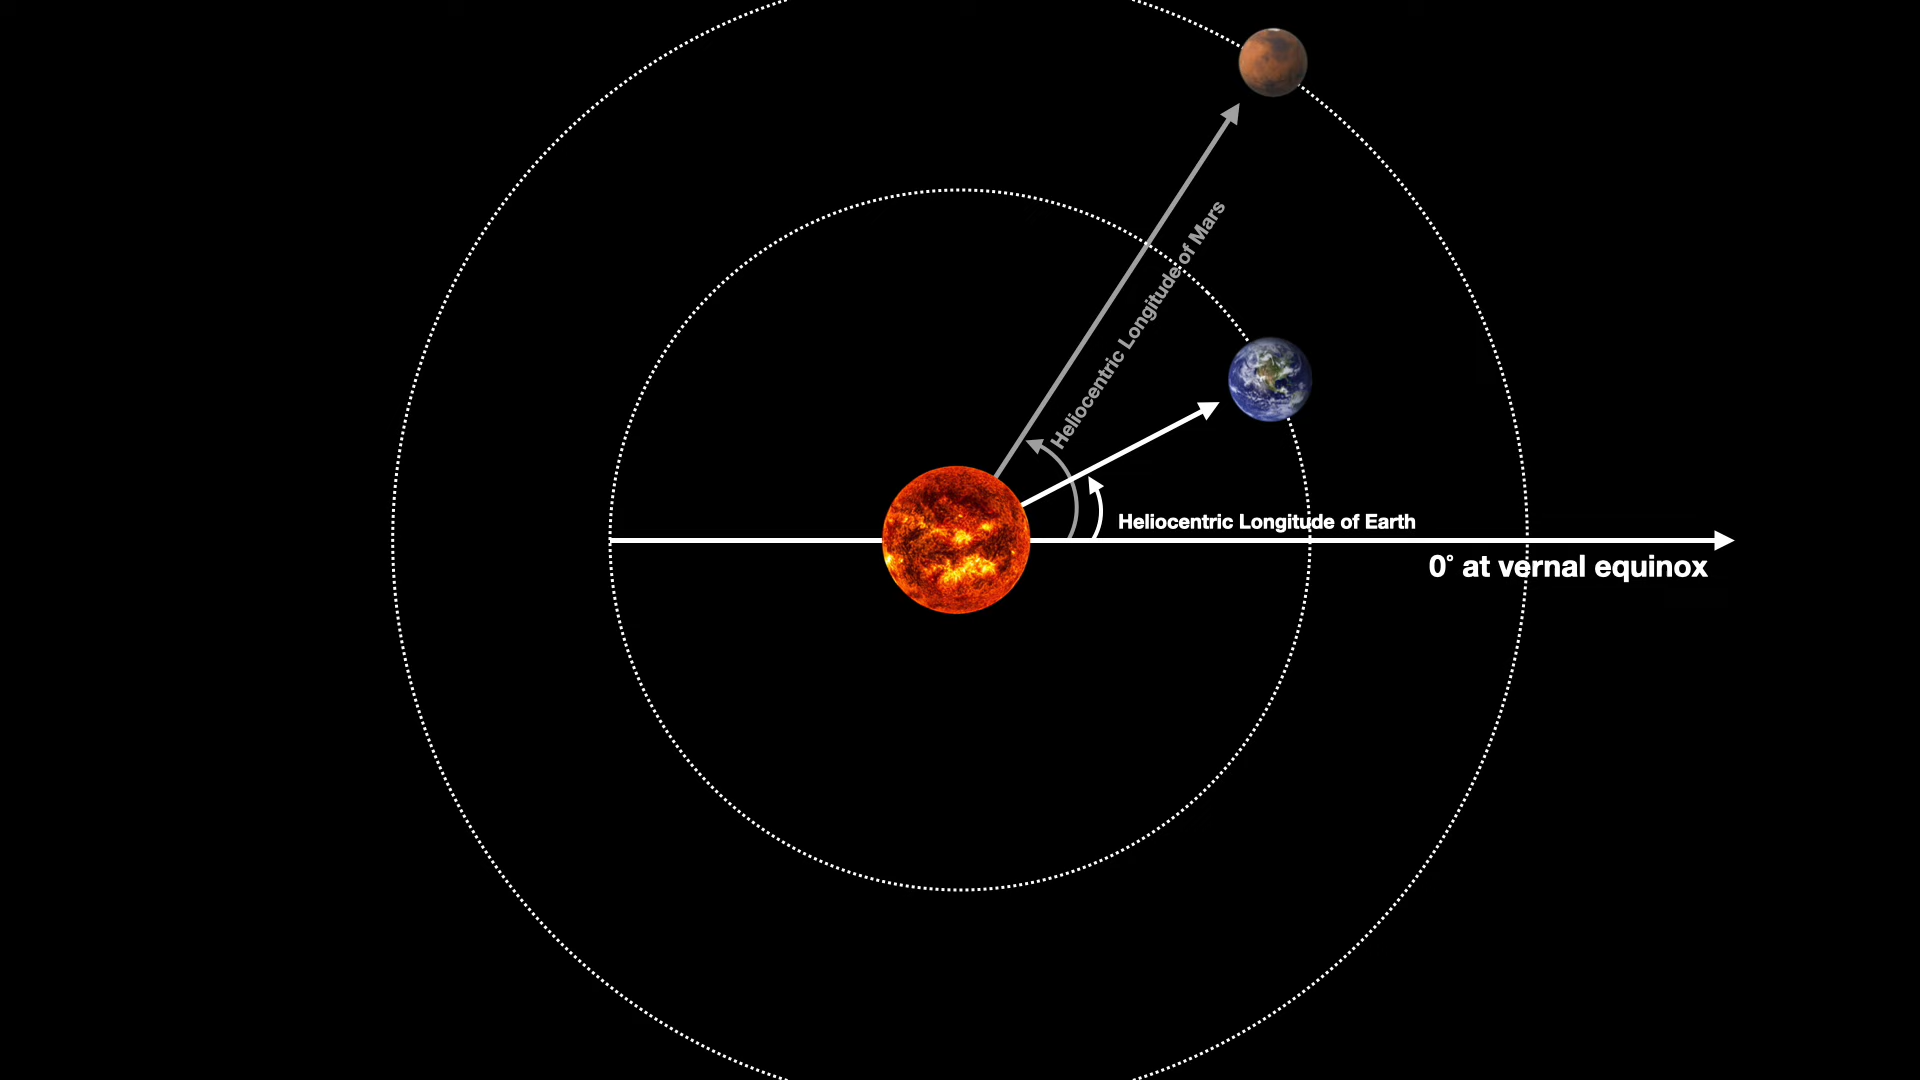 Heliocentric Longitude of Mars
Heliocentric Longitude of Earth
0° at vernal equinox